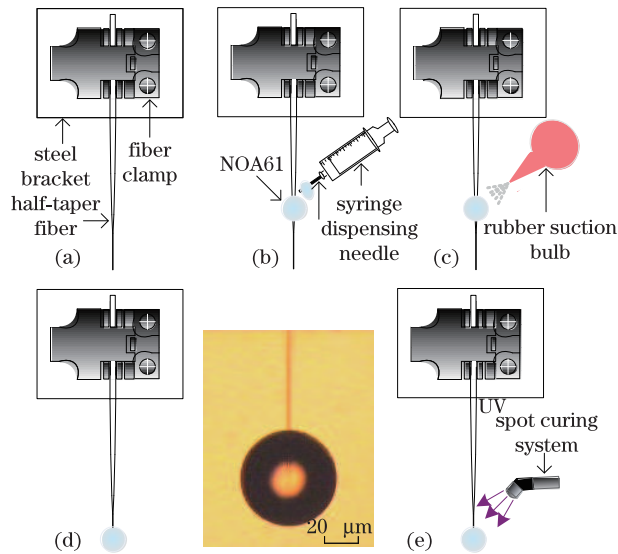 steel
bracket
half-taper
fiber
fiber
clamp
(a)
NOA61
syringe
dispensing
needle
(b)
rubber suction
bulb
(c)
(d)
20 μm
UV
spot curing
system
(e)